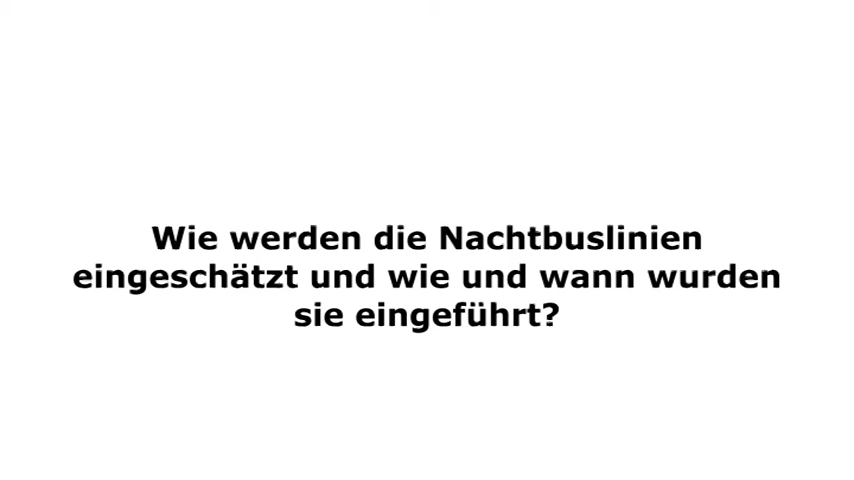 Wie werden die Nachtbuslinien
eingeschätzt und wie und wann wurden
sie eingeführt?